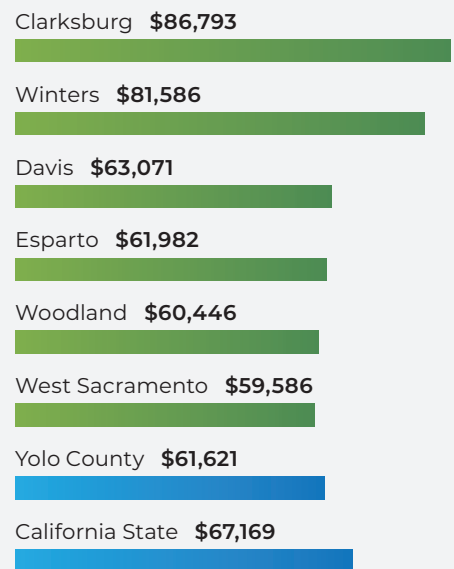 Clarksburg $86,793
Winters $81,586
Davis $63,071
Esparto $61,982
Woodland $60,446
West Sacramento $59,586
Yolo County $61,621
California State $67,169